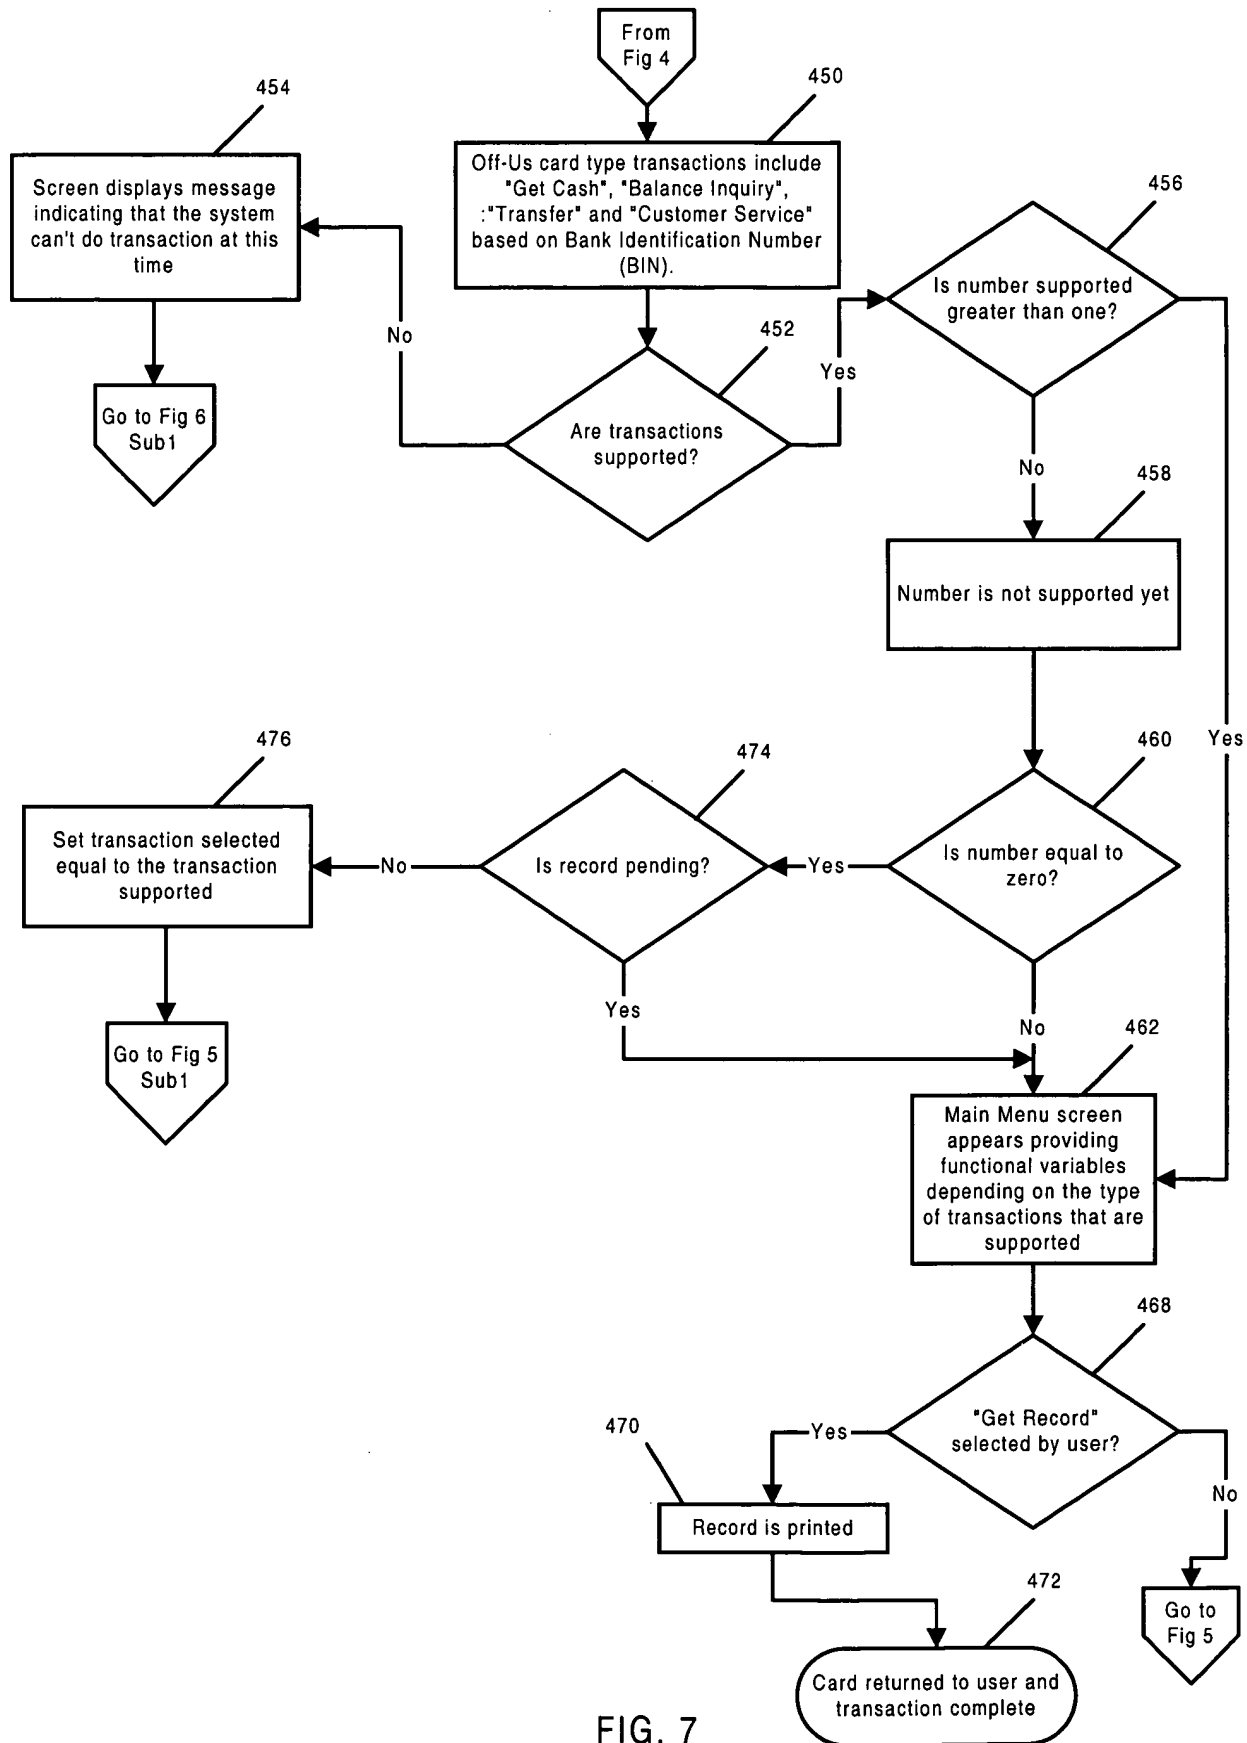 From
Fig 4
450
454
Off-Us card type transactions include
"Get Cash", "Balance Inquiry",
:"Transfer" and "Customer Service"
based on Bank Identification Number
(BIN).
Screen displays message
indicating that the system
can't do transaction at this
time
456
Is number supported
greater than one?
No
452
Yes
Go to Fig 6
Sub1
Are transactions
supported?
No
458
Number is not supported yet
Yes
476
474
460
Set transaction selected
equal to the transaction
supported
No
Is record pending?
Yes
Is number equal to
zero?
Yes
No
462
Go to Fig 5
Sub1
Main Menu screen
appears providing
functional variables
depending on the type
of transactions that are
supported
468
"Get Record"
selected by user?
Yes
470
No
Record is printed
472
Go to
Fig 5
Card returned to user and
transaction complete
FIG. 7